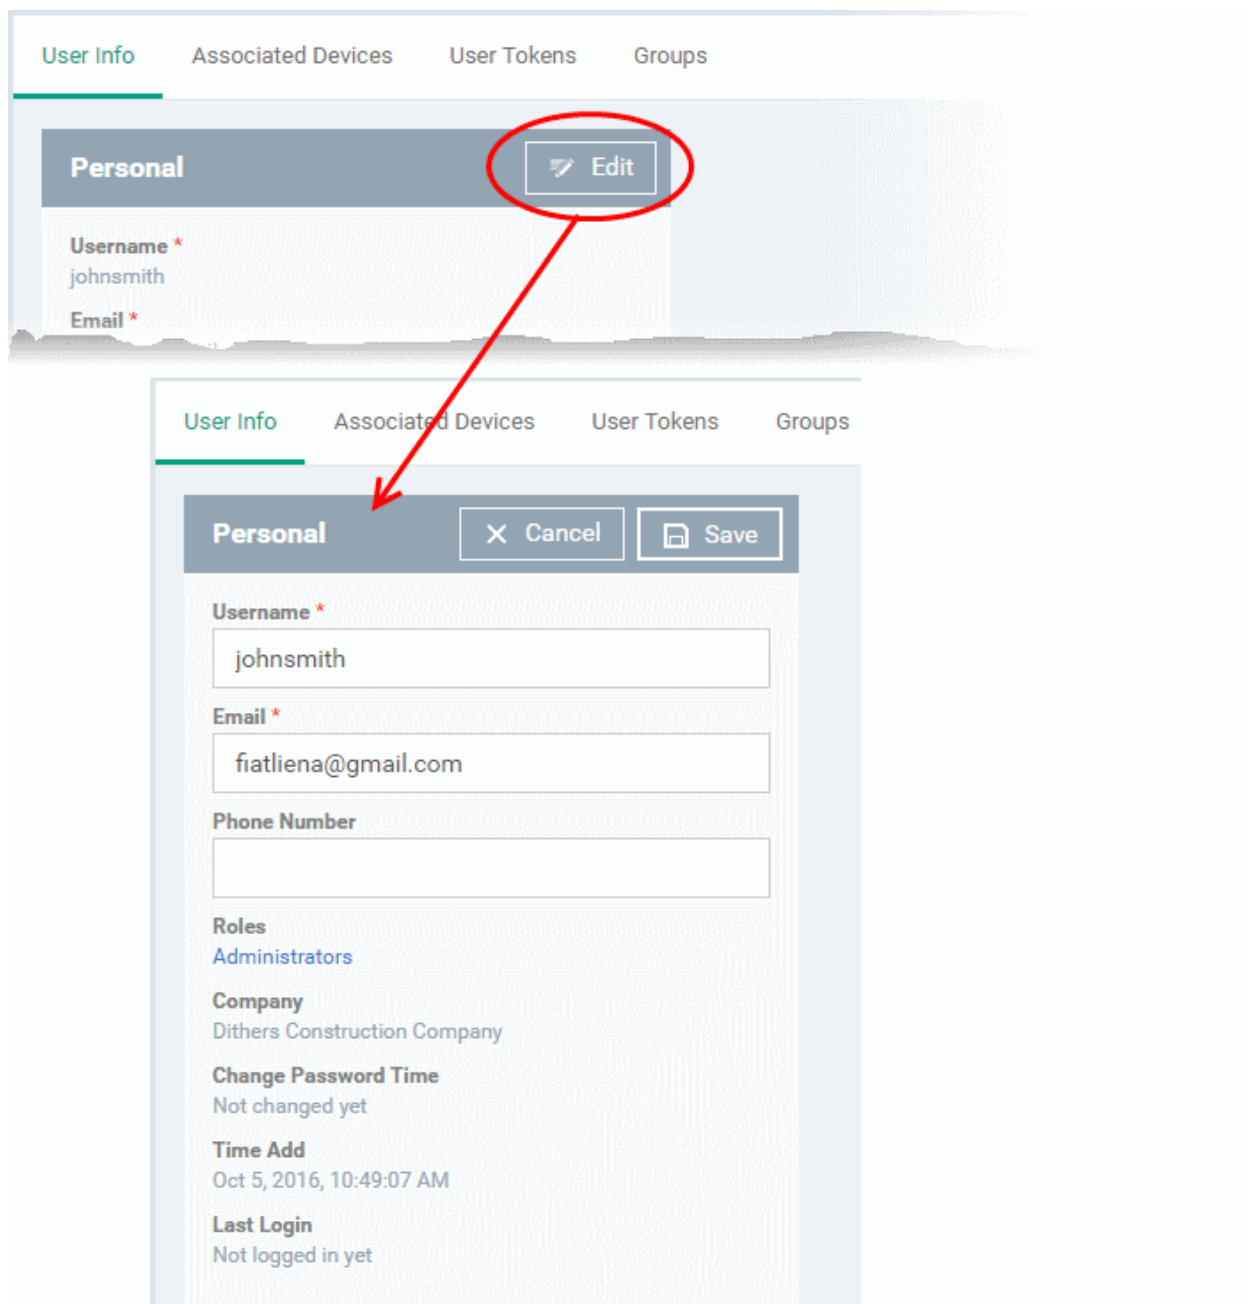 User Info Associated Devices User Tokens Groups
Personal Edit
Username *
johnsmith
Email *
User Info Associated Devices User Tokens Groups
Personal Cancel Save
Username *
johnsmith
Email *
fiatliena@gmail.com
Phone Number
Roles
Administrators
Company
Dithers Construction Company
Change Password Time
Not changed yet
Time Add
Oct 5, 2016, 10:49:07 AM
Last Login
Not logged in yet